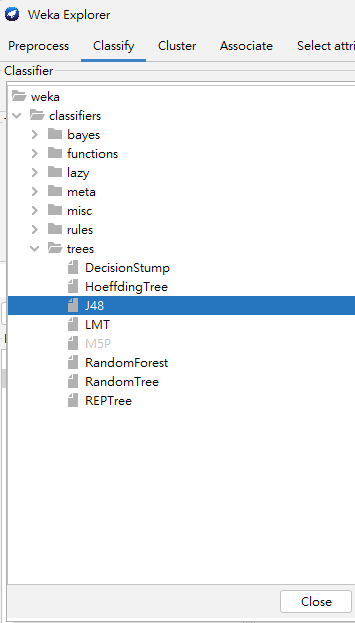 Weka Explorer
Preprocess Classify Cluster Associate Select attri
Classifier
weka
classifiers
bayes
functions
lazy
meta
misc
rules
trees
DecisionStump
HoeffdingTree
J48
LMT
M5P
RandomForest
RandomTree
REPTree
Close